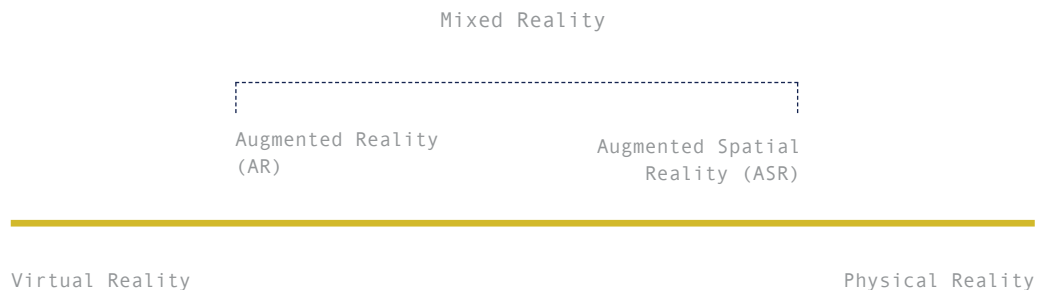 Mixed Reality
Augmented Reality
(AR)
Augmented Spatial
Reality (ASR)
Virtual Reality
Physical Reality